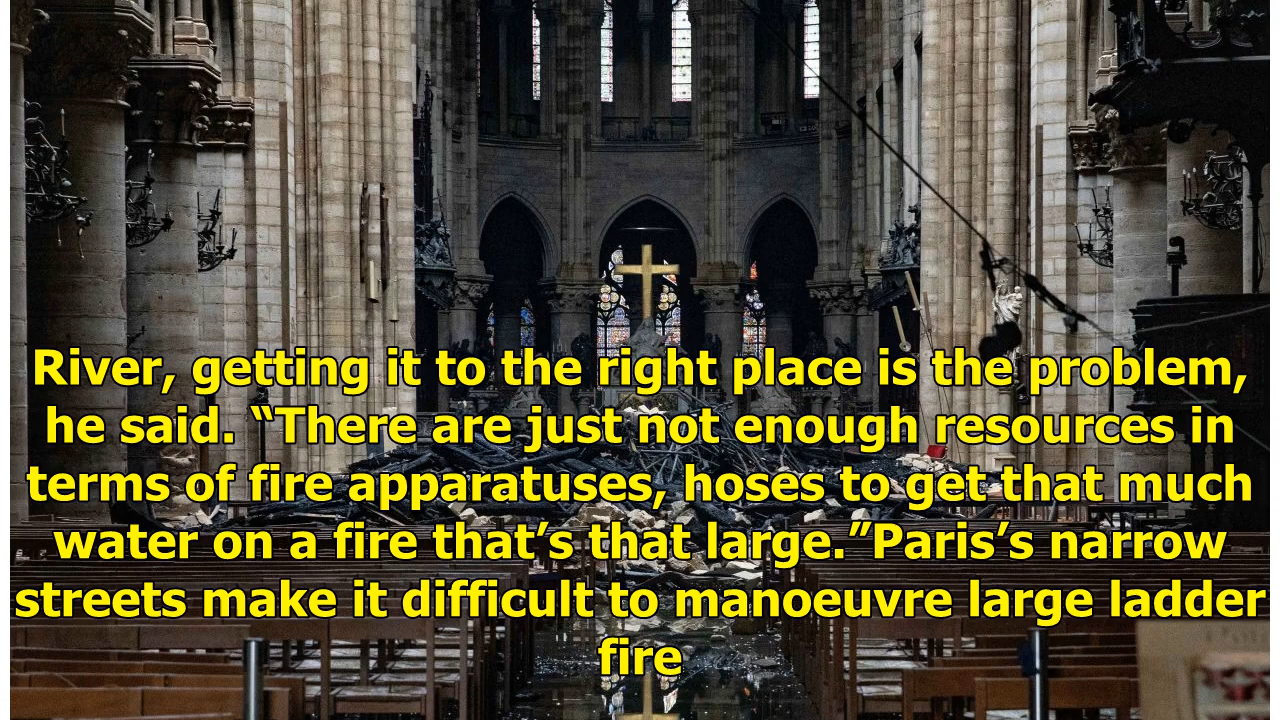 River, getting it to the right place is the problem,
he said. “There are just not enough resources in
terms of fire apparatuses, hoses to get that much
water on a fire that’s that large.”Paris’s narrow
streets make it difficult to manoeuvre large ladder
fire